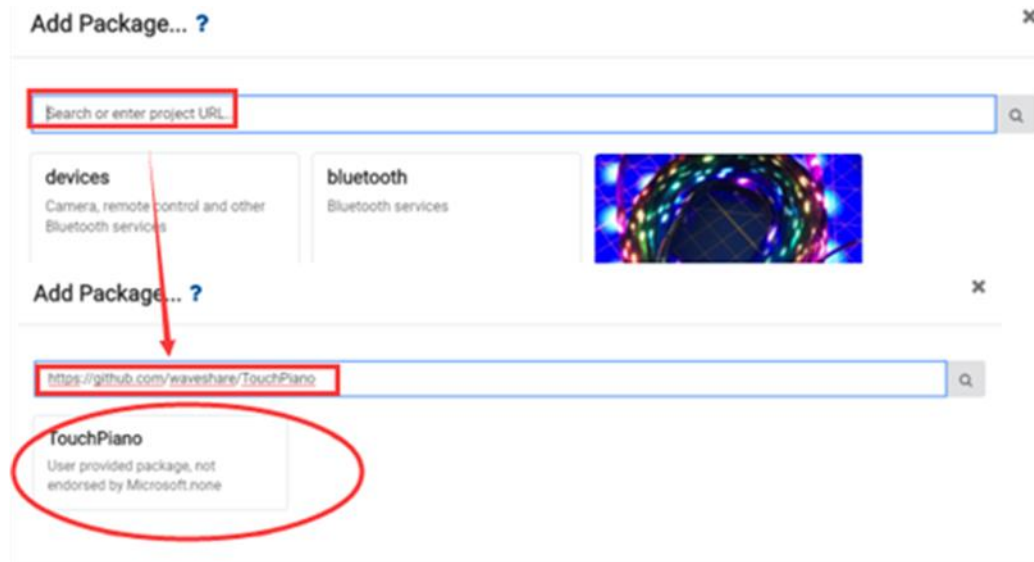 Add Package... ?
Search or enter project URL...
devices
Camera, remote control and other
Bluetooth services
bluetooth
Bluetooth services
Add Package... ?
https://github.com/waveshare/TouchPiano
TouchPiano
User provided package, not
endorsed by Microsoft.none